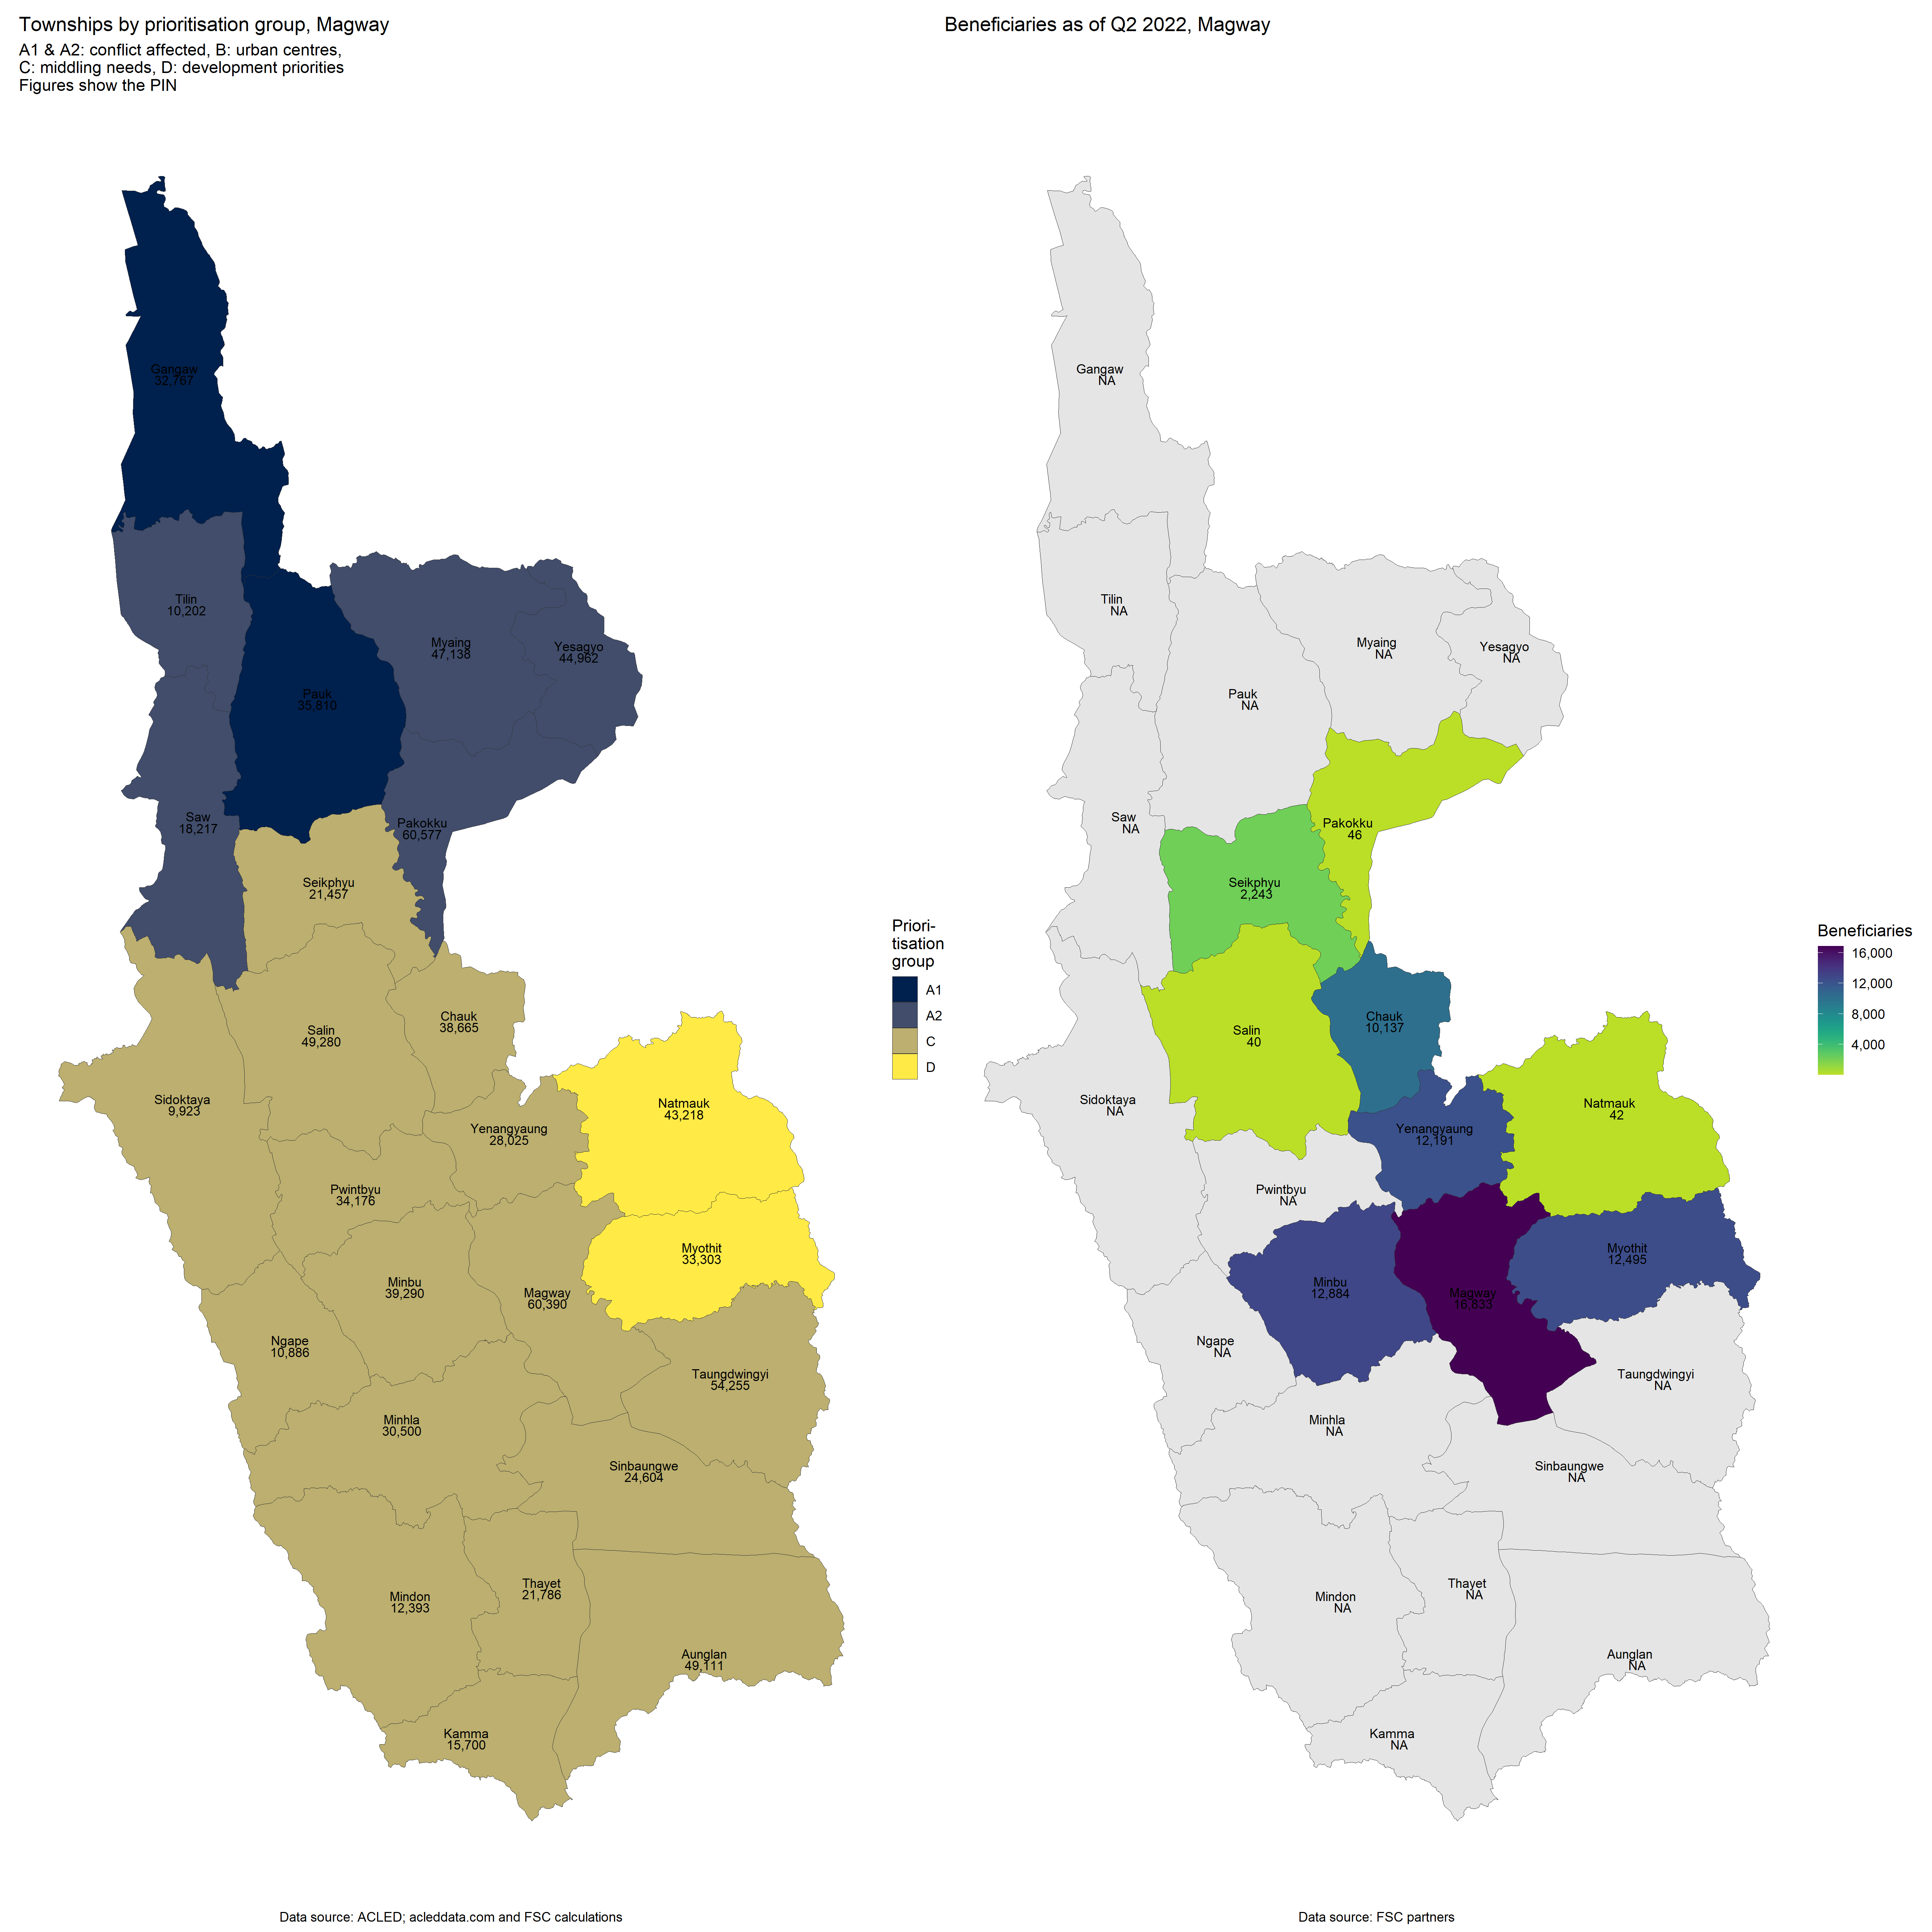 Townships by prioritisation group, Magway
A1 & A2: conflict affected, B: urban centres,
C: middling needs, D: development priorities
Figures show the PIN
Gangaw
32,767
Tilin
10,202
Myaing
47,138
Yesagyo
44,962
Pauk
35,810
Saw
18,217
Pakokku
60,577
Seikphyu
21,457
Chauk
38,665
Salin
49,280
Sidoktaya
9,923
Natmauk
43,218
Yenangyaung
28,025
Pwintbyu
34,176
Myothit
33,303
Minbu
39,290
Magway
60,390
Ngape
10,886
Taungdwingyi
54,255
Minhla
30,500
Sinbaungwe
24,604
Thayet
21,786
Mindon
12,393
Aunglan
49,111
Kamma
15,700
Priori-
tisation
group
A1
A2
C
D
Data source: ACLED; acleddata.com and FSC calculations
Beneficiaries as of Q2 2022, Magway
Gangaw
NA
Tilin
NA
Myaing
NA
Yesagyo
NA
Pauk
NA
Saw
NA
Pakokku
46
Seikphyu
2,243
Chauk
10,137
Salin
40
Sidoktaya
NA
Natmauk
42
Yenangyaung
12,191
Pwintbyu
NA
Myothit
12,495
Minbu
12,884
Magway
16,833
Ngape
NA
Taungdwingyi
NA
Minhla
NA
Sinbaungwe
NA
Thayet
NA
Mindon
NA
Aunglan
NA
Kamma
NA
Beneficiaries
16,000
12,000
8,000
4,000
Data source: FSC partners